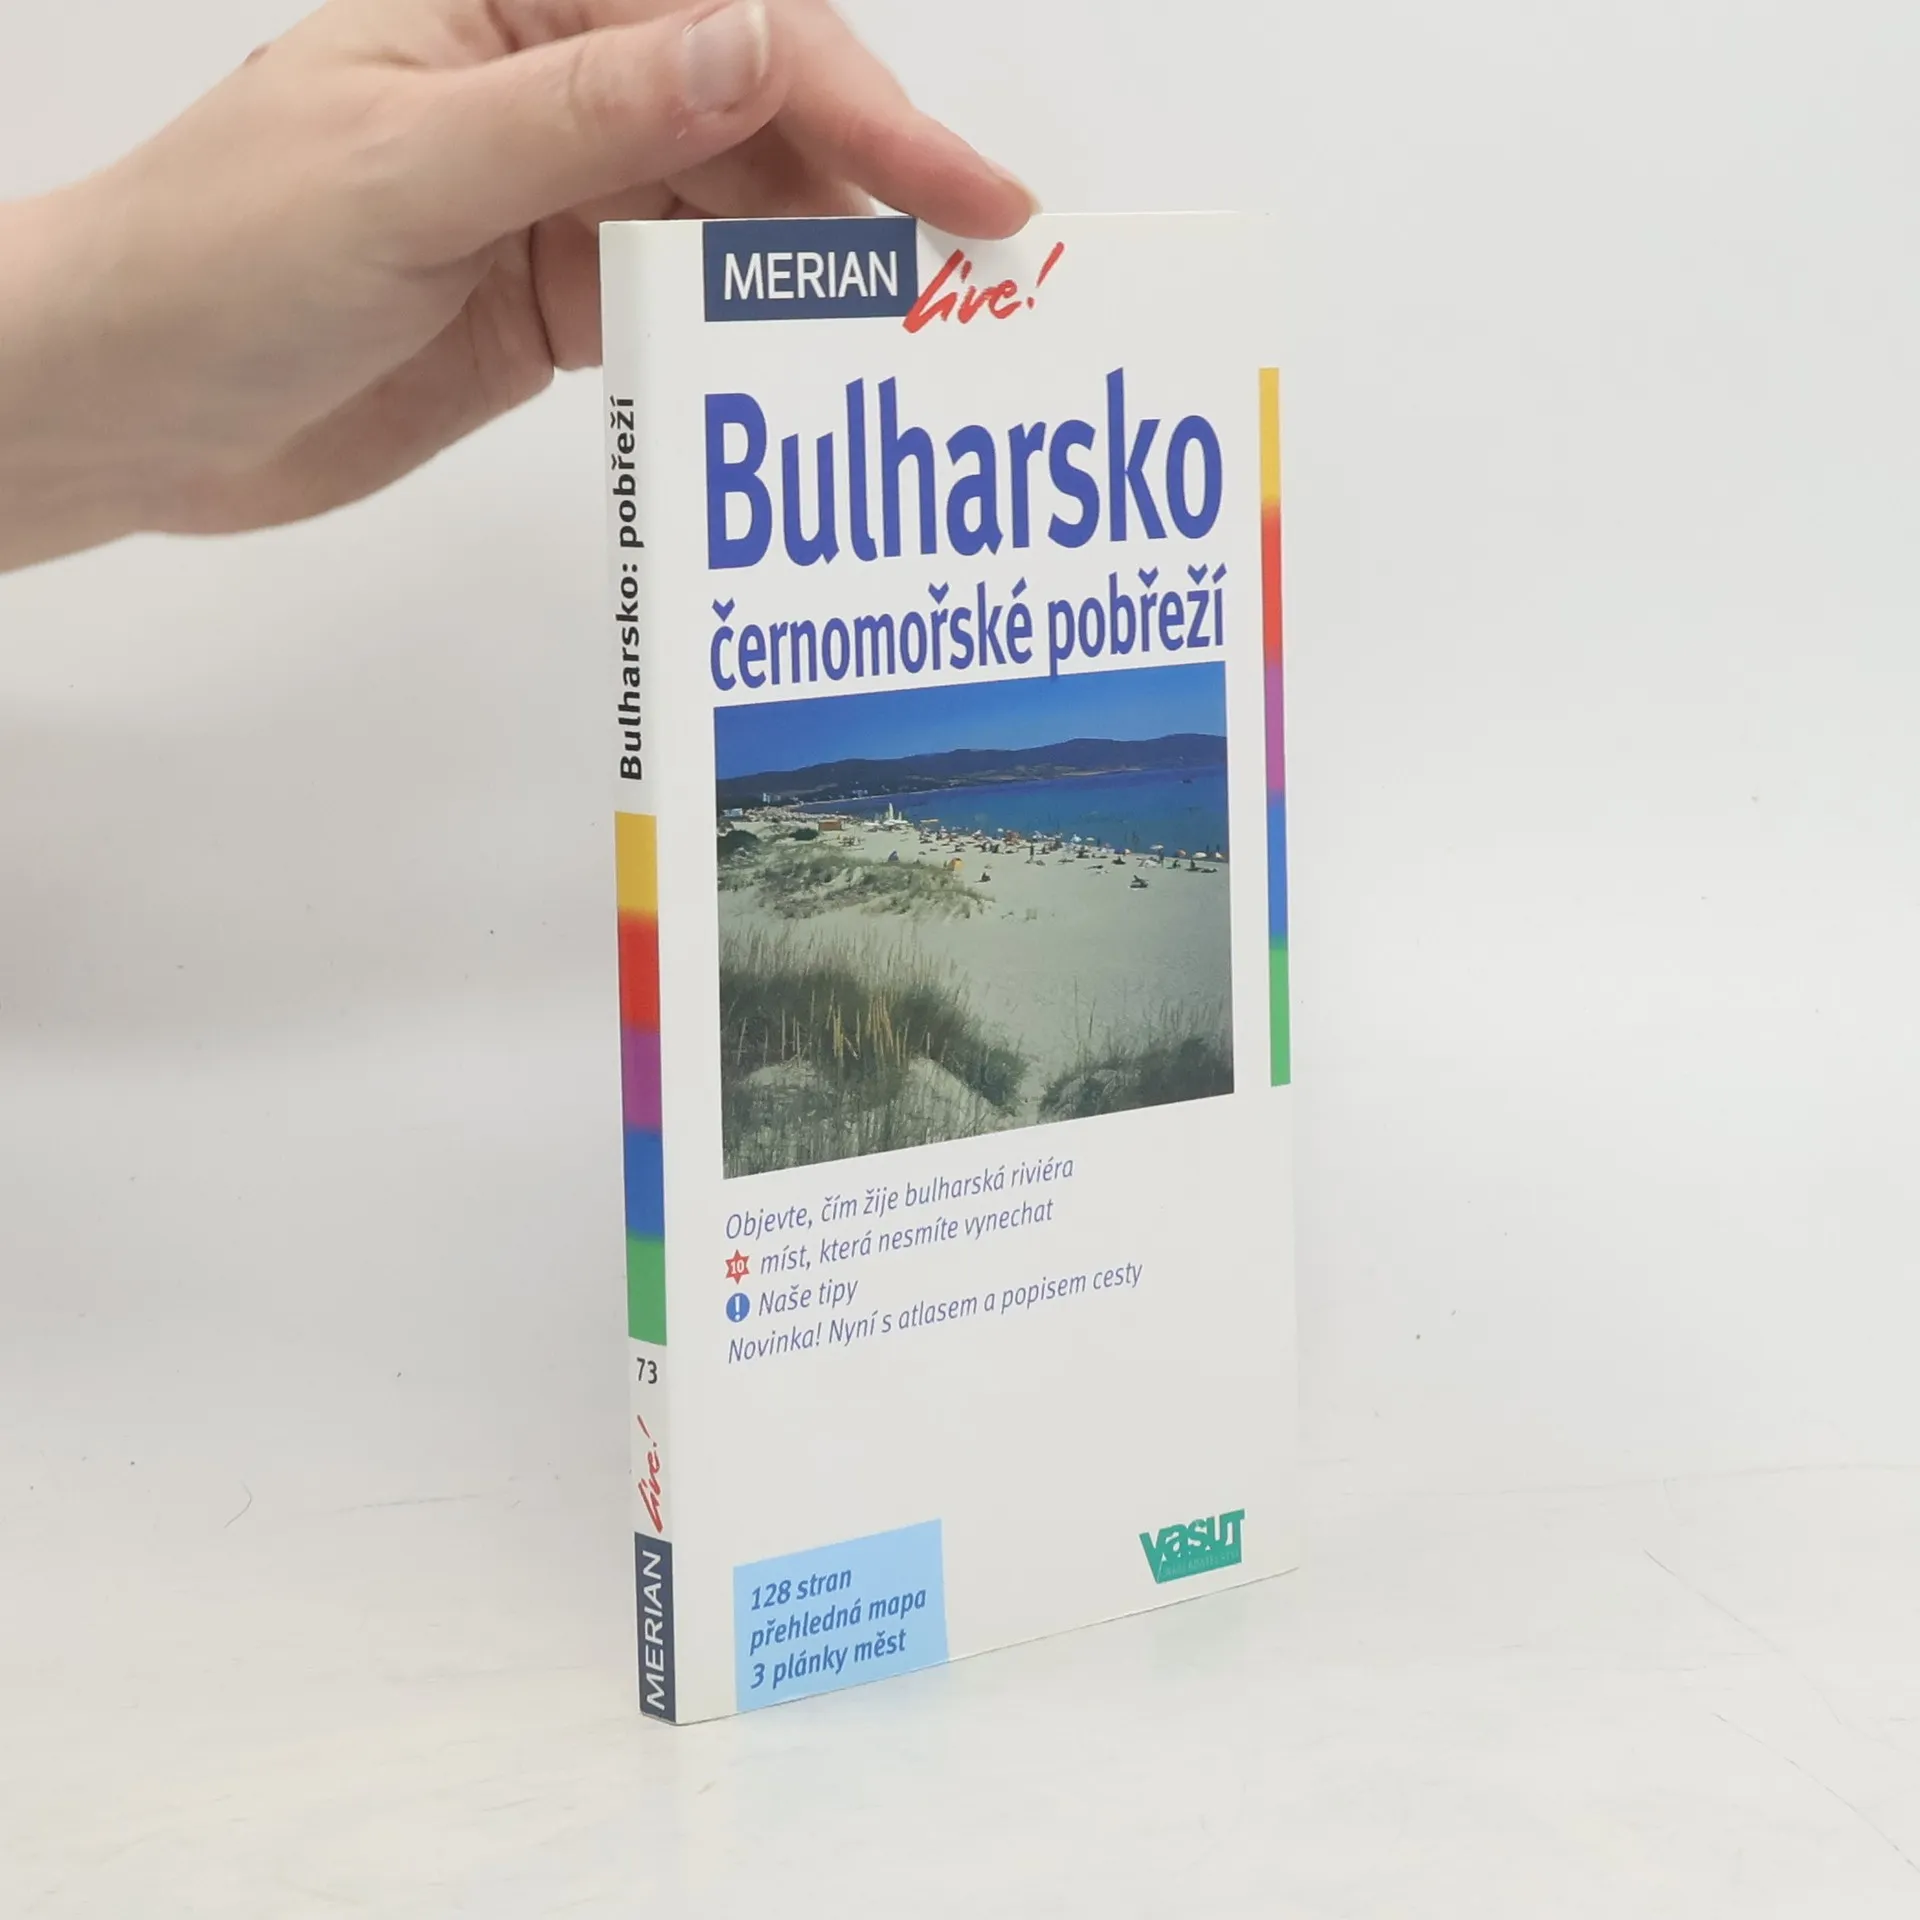 MERIAN live!
Bulharsko
černomořské pobřeží
Objevte, čím žije bulharská riviéra
10 míst, která nesmíte vynechat
! Naše tipy
Novinka! Nyní s atlasem a popisem cesty
128 stran
přehledná mapa
3 plánky měst
vasut
Bulharsko: pobřeží
73
live!
MERIAN